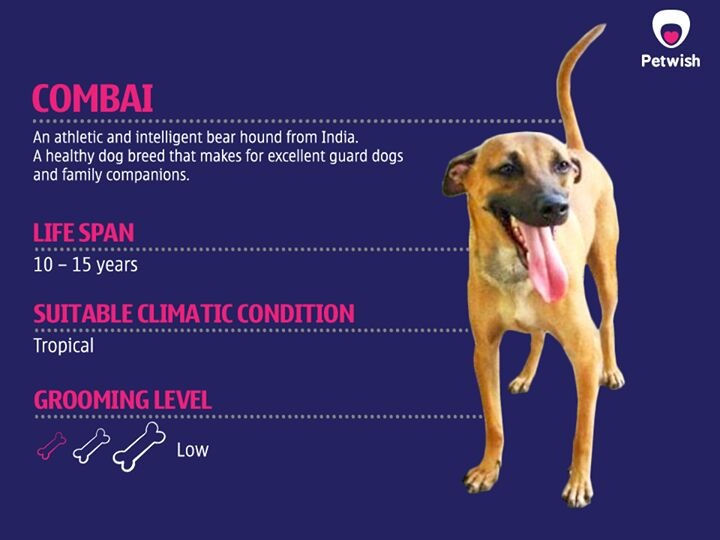 Petwish
COMBAI
An athletic and intelligent bear hound from India.
A healthy dog breed that makes for excellent guard dogs
and family companions.
LIFE SPAN
10 – 15 years
SUITABLE CLIMATIC CONDITION
Tropical
GROOMING LEVEL
Low